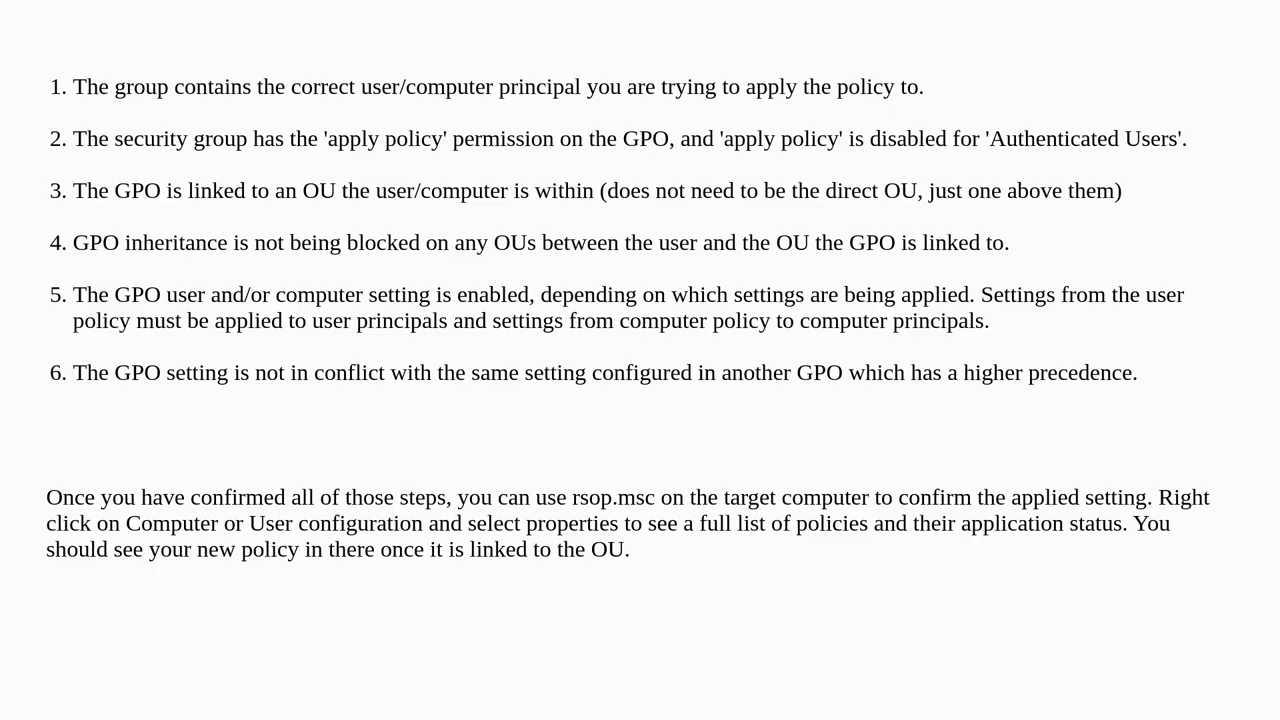 1. The group contains the correct user/computer principal you are trying to apply the policy to.
2. The security group has the 'apply policy' permission on the GPO, and 'apply policy' is disabled for 'Authenticated Users'.
3. The GPO is linked to an OU the user/computer is within (does not need to be the direct OU, just one above them)
4. GPO inheritance is not being blocked on any OUs between the user and the OU the GPO is linked to.
5. The GPO user and/or computer setting is enabled, depending on which settings are being applied. Settings from the user
policy must be applied to user principals and settings from computer policy to computer principals.
6. The GPO setting is not in conflict with the same setting configured in another GPO which has a higher precedence.
Once you have confirmed all of those steps, you can use rsop.msc on the target computer to confirm the applied setting. Right
click on Computer or User configuration and select properties to see a full list of policies and their application status. You
should see your new policy in there once it is linked to the OU.